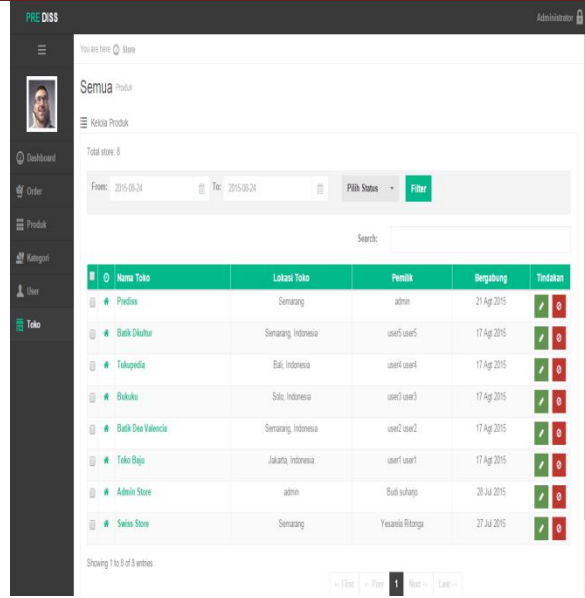 PRE DISS
Administrator
You are here Store
Semua Produk
Kelola Produk
Dashboard
Order
Produk
Kategori
User
Toko
Total store: 8
From: 2015-08-24 To: 2015-08-24 Pilih Status Filter
Search:
Nama Toko Lokasi Toko Pemilik Bergabung Tindakan
Prediss Semarang admin 21 Agt 2015
Batik Dkultur Semarang, Indonesia user5 user5 17 Agt 2015
Tukupedia Bali, Indonesia user4 user4 17 Agt 2015
Bukuku Solo, Indonesia user3 user3 17 Agt 2015
Batik Dea Valencia Semarang, Indonesia user2 user2 17 Agt 2015
Toko Baju Jakarta, Indonesia user1 user1 17 Agt 2015
Admin Store admin Budi suharjo 28 Jul 2015
Swiss Store Semarang Yesaraia Ritonga 27 Jul 2015
Showing 1 to 8 of 8 entries
← First ← Prev 1 Next → Last →